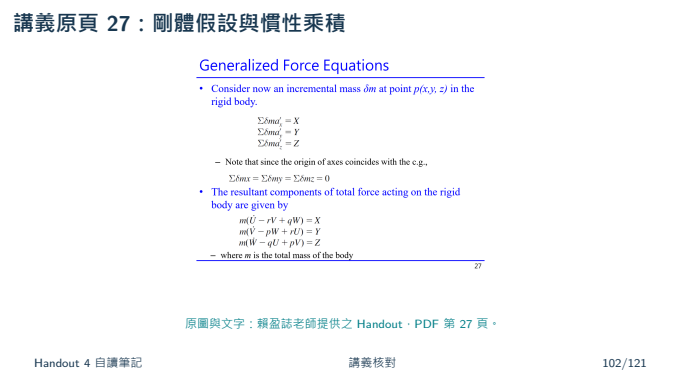 講義原頁 27：剛體假設與慣性乘積
Generalized Force Equations
• Consider now an incremental mass δm at point p(x,y, z) in the
rigid body.
Σδma′ₓ = X
Σδma′ᵧ = Y
Σδma′_z = Z
– Note that since the origin of axes coincides with the c.g.,
Σδmx = Σδmy = Σδmz = 0
• The resultant components of total force acting on the rigid
body are given by
m(U̇ − rV + qW) = X
m(V̇ − pW + rU) = Y
m(Ẇ − qU + pV) = Z
– where m is the total mass of the body
27
原圖與文字：賴盈誌老師提供之 Handout，PDF 第 27 頁。
Handout 4 自讀筆記
講義核對
102/121